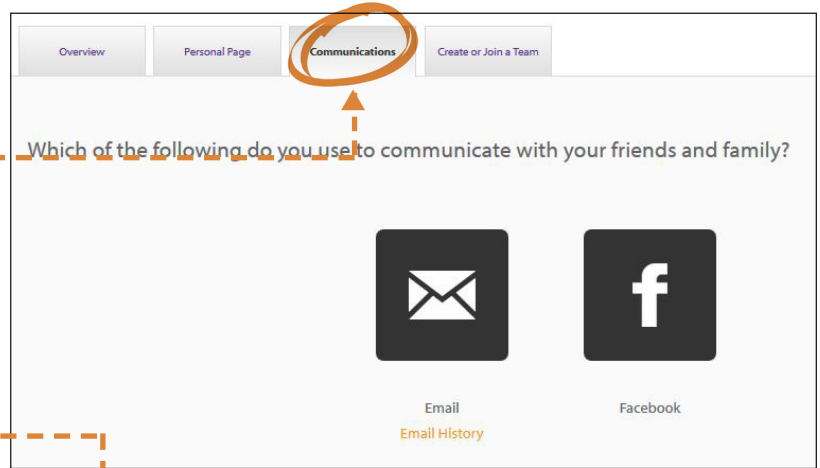 Overview Personal Page Communications Create or Join a Team
Which of the following do you use to communicate with your friends and family?
f
Email Facebook
Email History